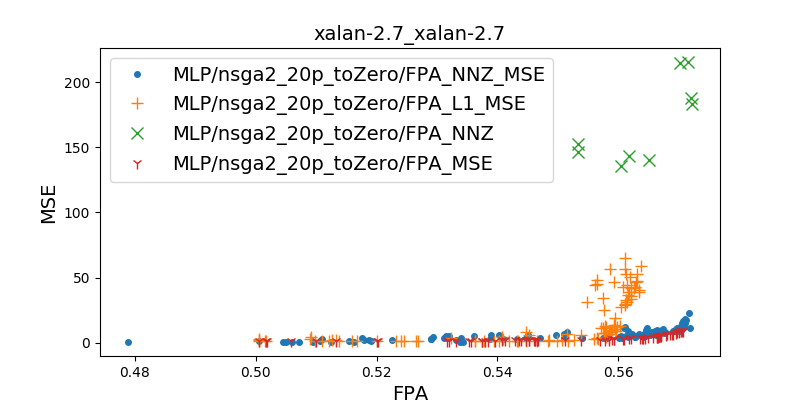 xalan-2.7_xalan-2.7
MLP/nsga2_20p_toZero/FPA_NNZ_MSE
MLP/nsga2_20p_toZero/FPA_L1_MSE
MLP/nsga2_20p_toZero/FPA_NNZ
MLP/nsga2_20p_toZero/FPA_MSE
MSE
200
150
100
50
0
0.48 0.50 0.52 0.54 0.56
FPA